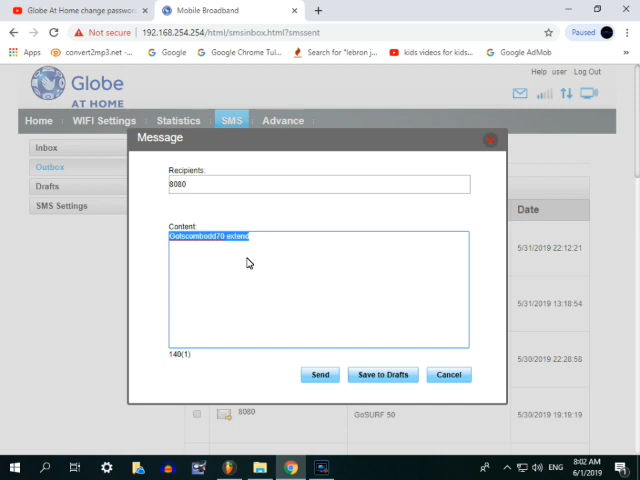 Globe At Home change password
Mobile Broadband
Not secure
192.168.254.254/html/smsinbox.html?smssent
Paused
Apps
convert2mp3.net -...
Google
Google Chrome Tui...
Search for "lebron j...
kids videos for kids...
Google AdMob
»
Globe
AT HOME
Help
user
Log Out
Home
WIFI Settings
Statistics
SMS
Advance
Inbox
Outbox
Drafts
SMS Settings
Message
Recipients:
8080
Content:
Gotscombodd70 extend
140(1)
Send
Save to Drafts
Cancel
Date
5/31/2019 22:12:21
5/31/2019 13:18:54
5/30/2019 22:28:58
8080
GoSURF 50
5/30/2019 19:19:19
ENG
8:02 AM
6/1/2019
1